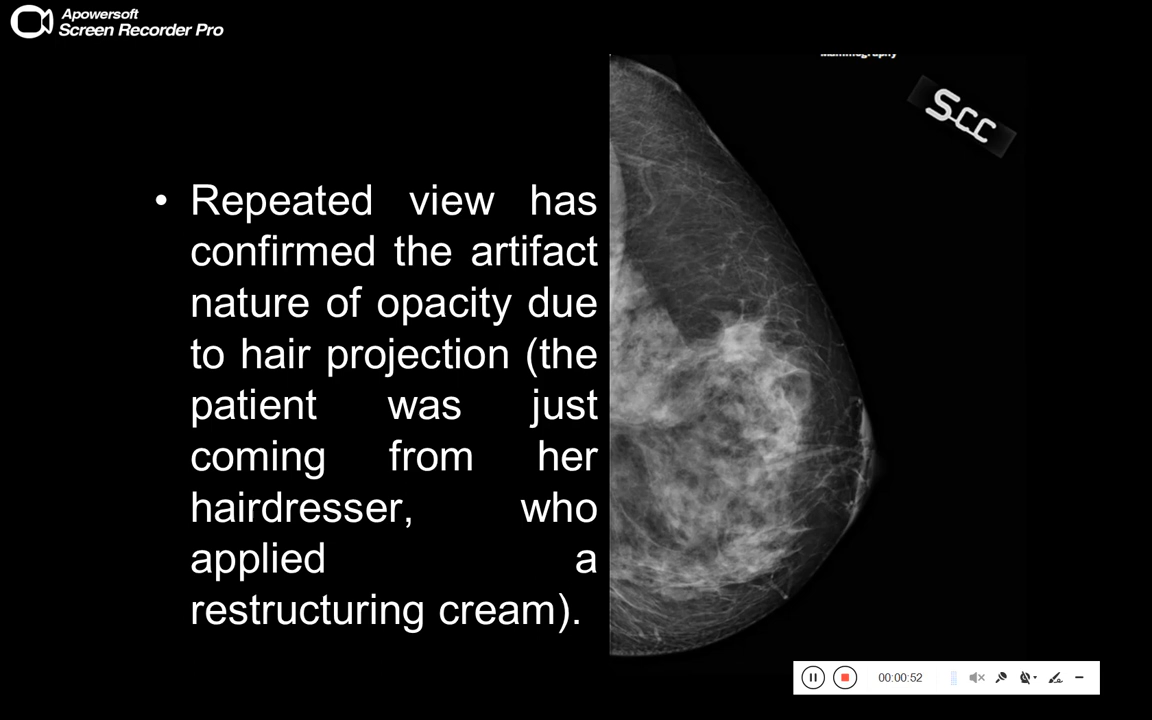 Apowersoft
Screen Recorder Pro
Scc
• Repeated view has
confirmed the artifact
nature of opacity due
to hair projection (the
patient was just
coming from her
hairdresser, who
applied a
restructuring cream).
00:00:52